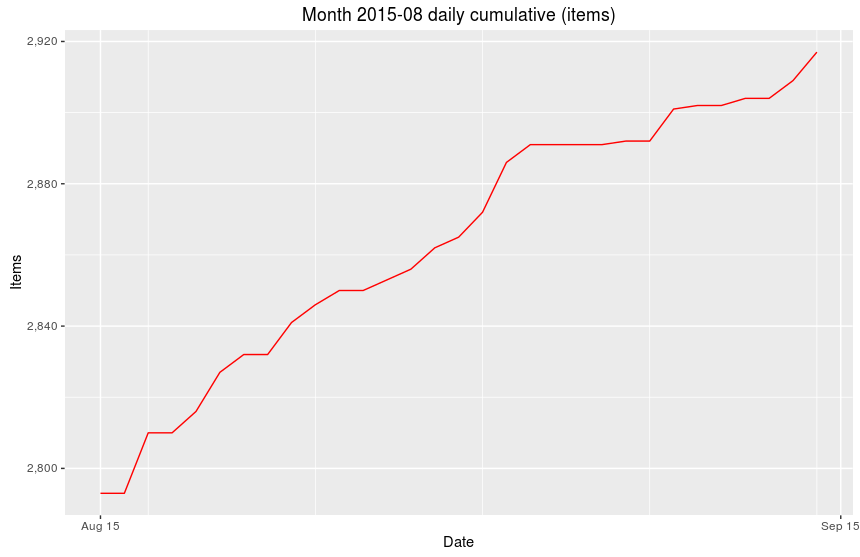 Month 2015-08 daily cumulative (items)
2,920
2,880
2,840
2,800
Items
Aug 15
Sep 15
Date